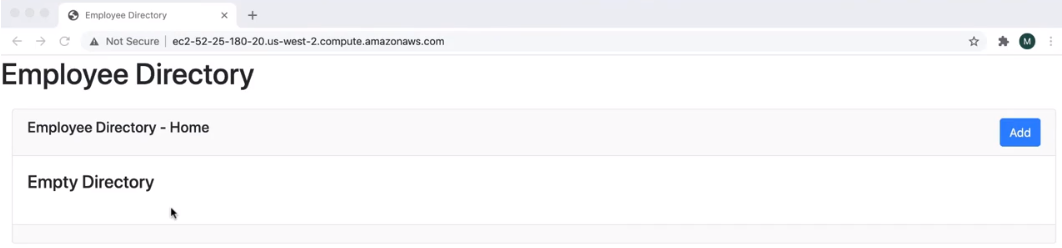 Employee Directory
Not Secure | ec2-52-25-180-20.us-west-2.compute.amazonaws.com
M
Employee Directory
Employee Directory - Home
Add
Empty Directory